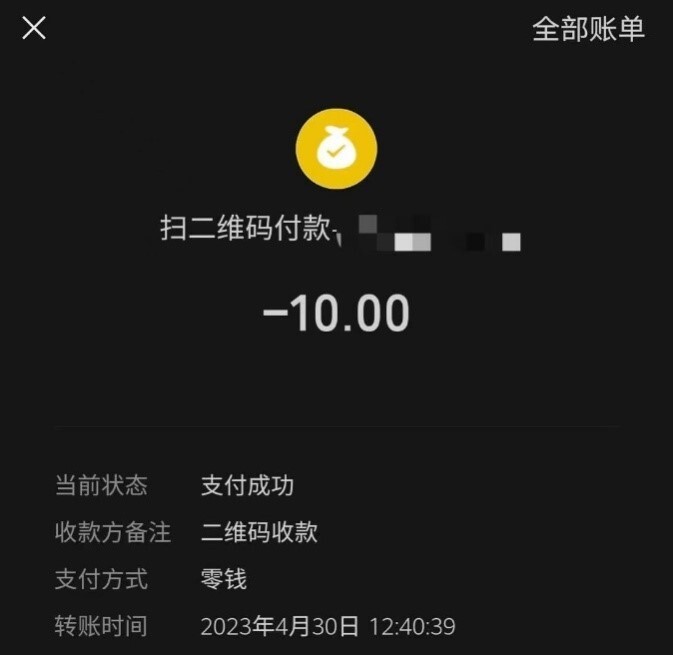 全部账单
扫二维码付款-
-10.00
当前状态 支付成功
收款方备注 二维码收款
支付方式 零钱
转账时间 2023年4月30日 12:40:39